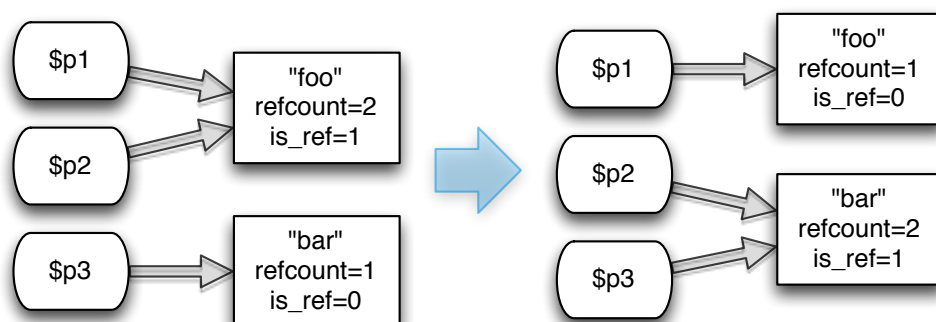 $p1
$p2
$p3
"foo"
refcount=2
is_ref=1
"bar"
refcount=1
is_ref=0
$p1
$p2
$p3
"foo"
refcount=1
is_ref=0
"bar"
refcount=2
is_ref=1